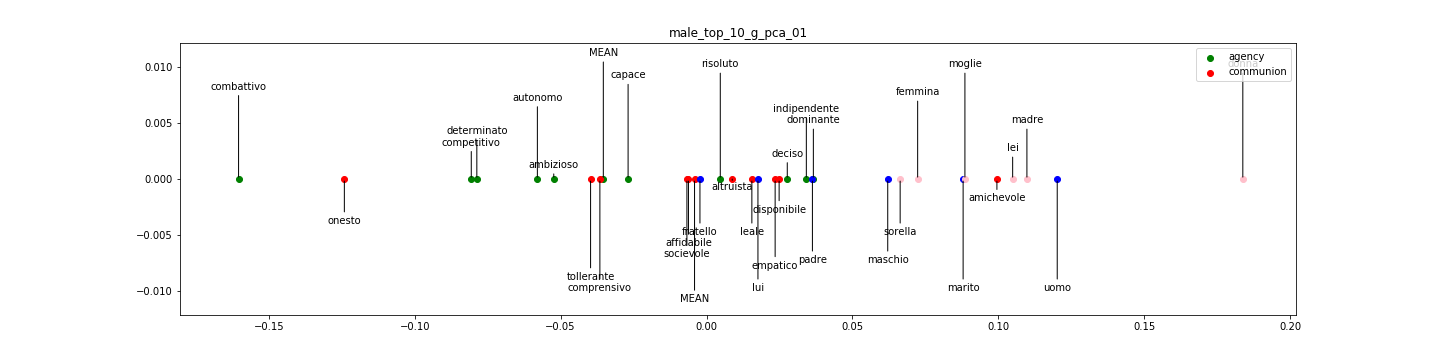 male_top_10_g_pca_01
MEAN
agency
communion
combattivo
capace
risoluto
moglie
autonomo
femmina
indipendente
dominante
madre
determinato
competitivo
ambizioso
deciso
lei
altruista
onesto
amichevole
disponibile
fratello
leale
sorella
affidabile
socievole
padre
maschio
empatico
tollerante
comprensivo
lui
marito
uomo
MEAN
0.010
0.005
0.000
−0.005
−0.010
−0.15
−0.10
−0.05
0.00
0.05
0.10
0.15
0.20